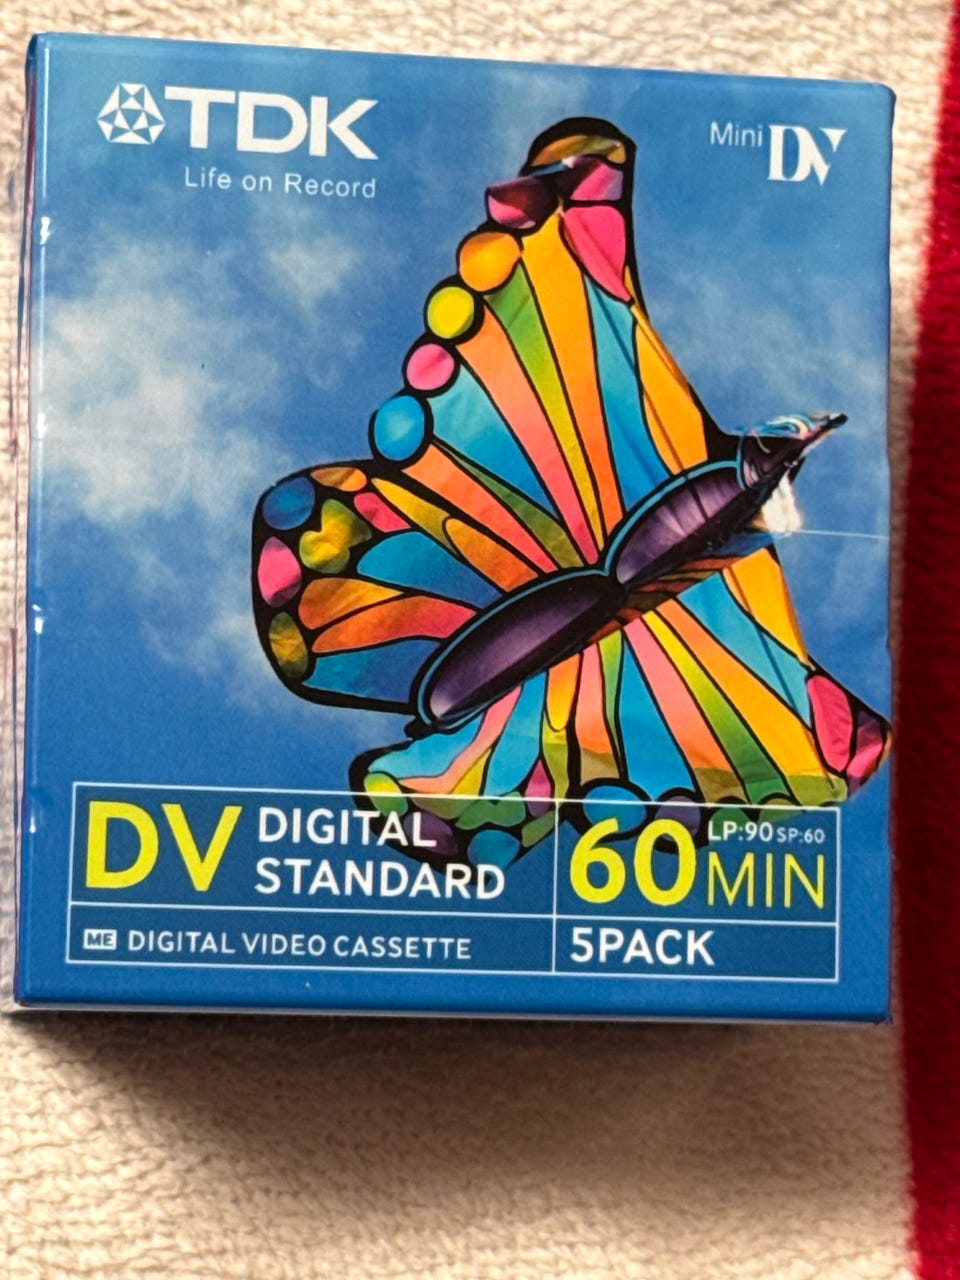 TDK
Life on Record
Mini DV
DV DIGITAL STANDARD
60 MIN
LP:90 SP:60
ME DIGITAL VIDEO CASSETTE
5PACK